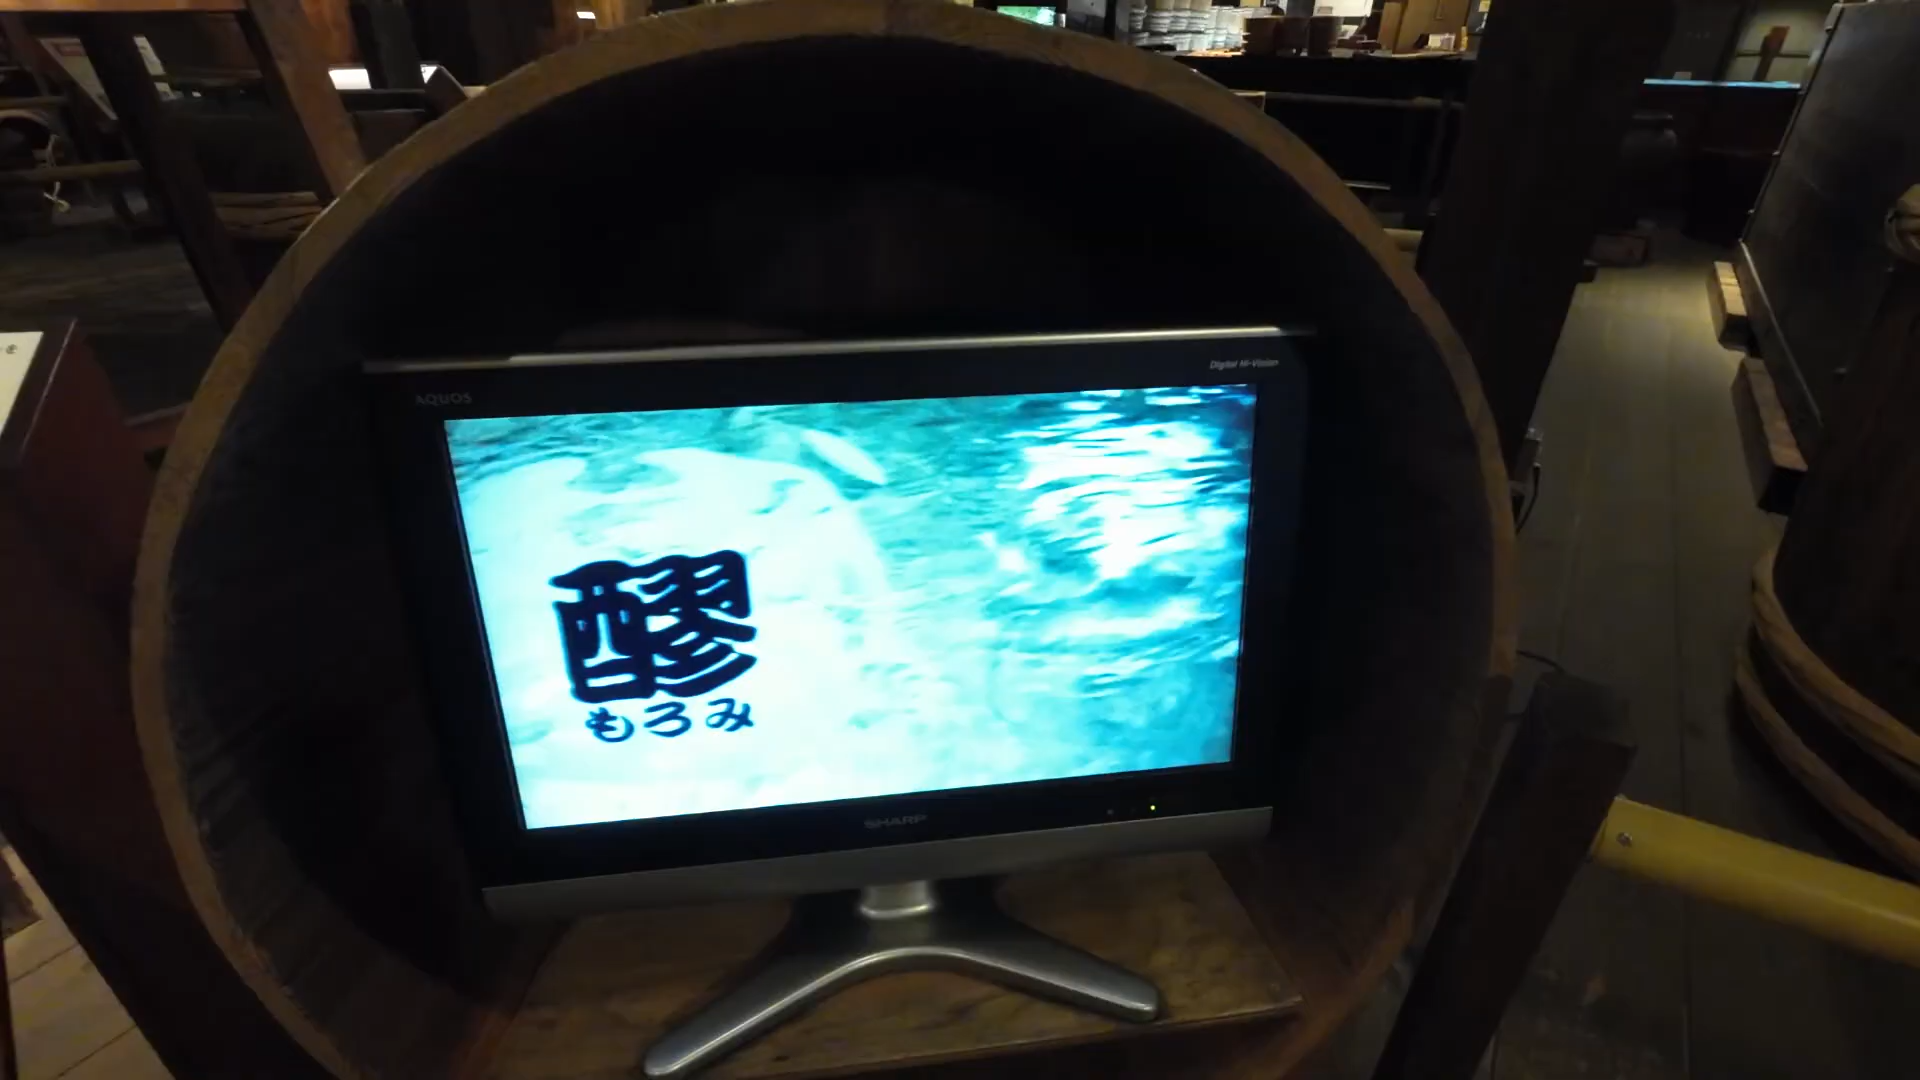 AQUOS
Digital Hi-Vision
醪
もろみ
SHARP